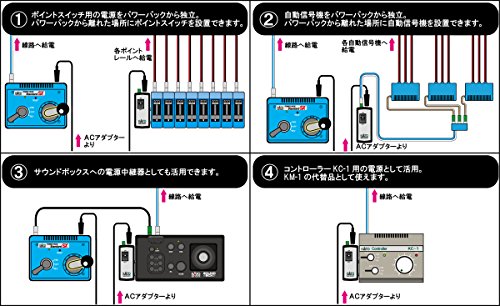 ① ポイントスイッチ用の電源をパワーパックから独立。
パワーパックから離れた場所にポイントスイッチを設置できます。
線路へ給電
各ポイント
レールへ給電
ACアダプター
より
② 自動信号機をパワーパックから独立。
パワーパックから離れた場所に自動信号機を設置できます。
線路へ給電
各自動信号機
へ給電
ACアダプター
より
③ サウンドボックスへの電源中継器としても活用できます。
線路へ給電
ACアダプターより
④ コントローラーKC-1用の電源として活用。
KM-1の代替品として使えます。
線路へ給電
KATO Controller
KC-1
ACアダプターより